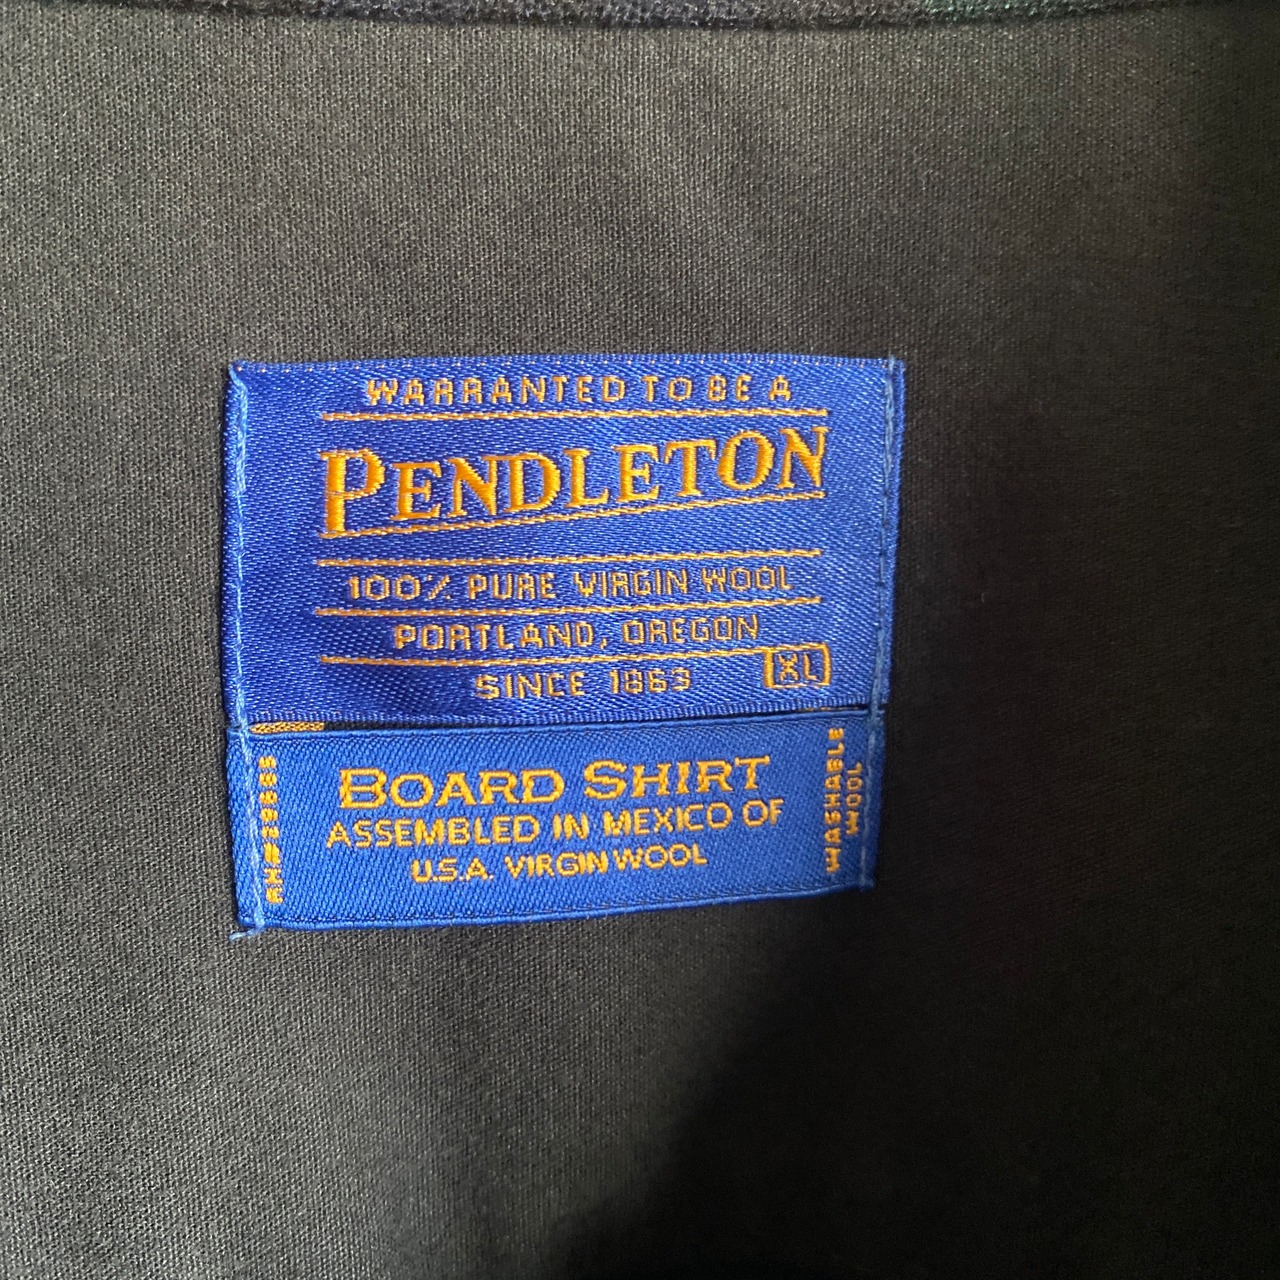 WARRANTED TO BE A
PENDLETON
100% PURE VIRGIN WOOL
PORTLAND, OREGON
SINCE 1863
XL
BOARD SHIRT
ASSEMBLED IN MEXICO OF
U.S.A. VIRGIN WOOL
WASHABLE
WOOL